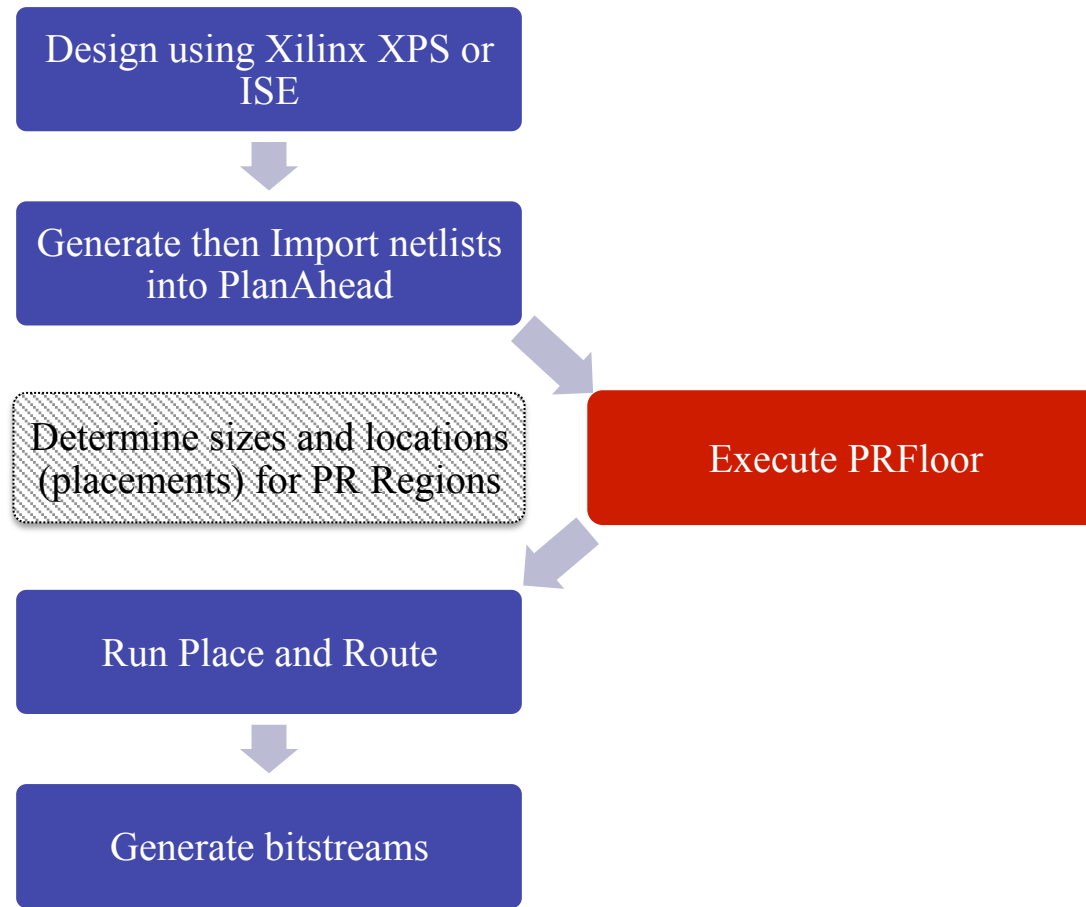 Design using Xilinx XPS or
ISE
Generate then Import netlists
into PlanAhead
Determine sizes and locations
(placements) for PR Regions
Execute PRFloor
Run Place and Route
Generate bitstreams